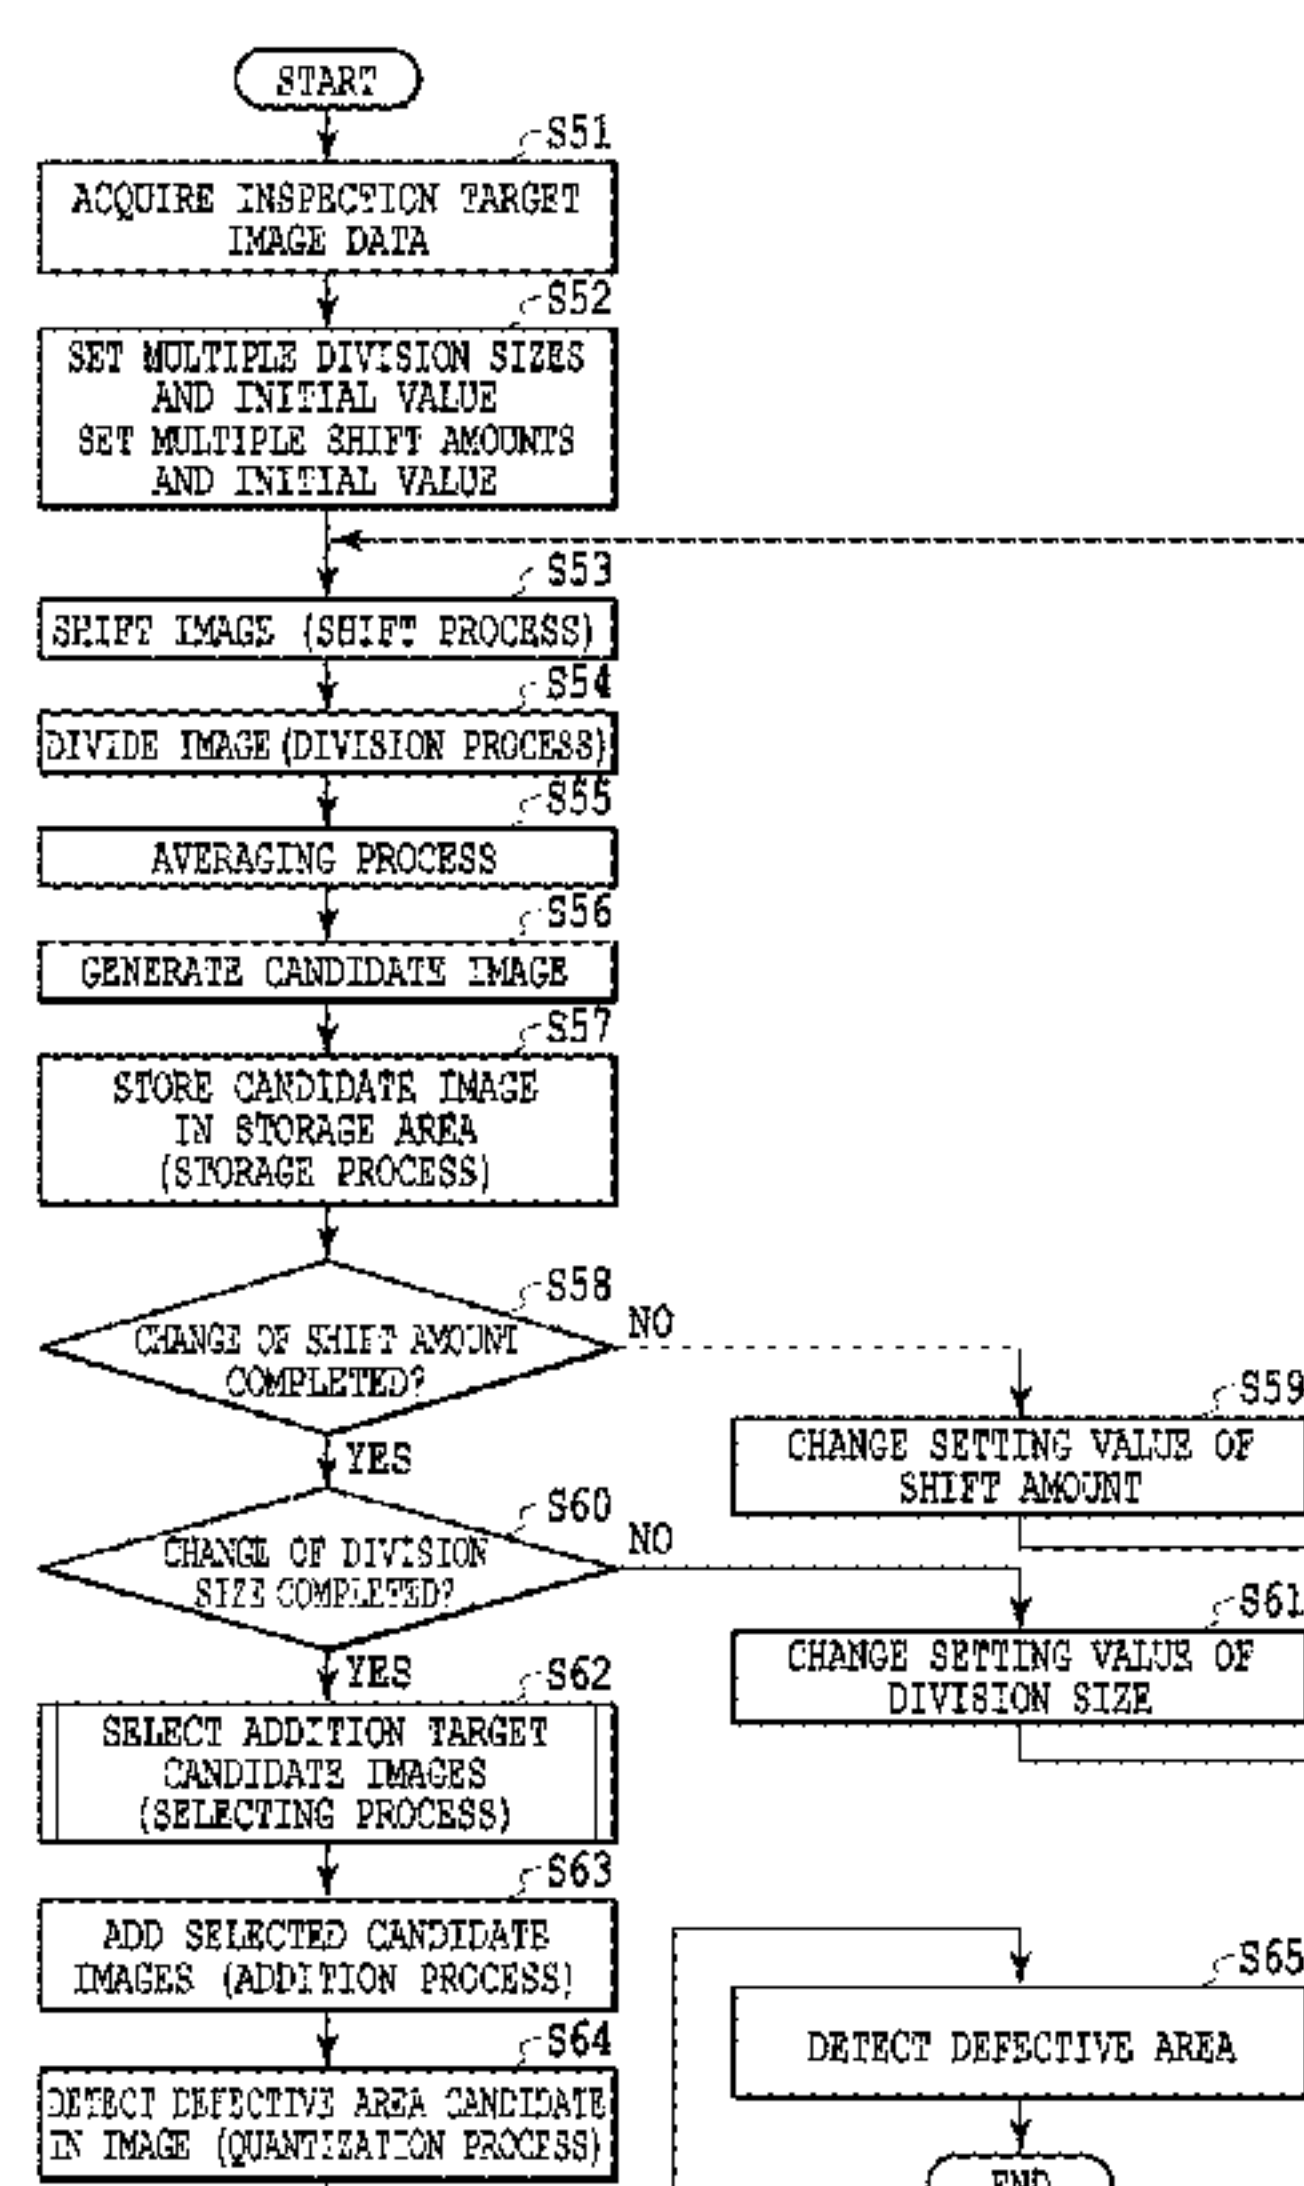 START
S51
ACQUIRE INSPECTION TARGET
IMAGE DATA
S52
SET MULTIPLE DIVISION SIZES
AND INITIAL VALUE
SET MULTIPLE SHIFT AMOUNTS
AND INITIAL VALUE
S53
SHIFT IMAGE (SHIFT PROCESS)
S54
DIVIDE IMAGE (DIVISION PROCESS)
S55
AVERAGING PROCESS
S56
GENERATE CANDIDATE IMAGE
S57
STORE CANDIDATE IMAGE
IN STORAGE AREA
(STORAGE PROCESS)
S58
CHANGE OF SHIFT AMOUNT
COMPLETED?
NO
YES
S59
CHANGE SETTING VALUE OF
SHIFT AMOUNT
S60
CHANGE OF DIVISION
SIZE COMPLETED?
NO
YES
S61
CHANGE SETTING VALUE OF
DIVISION SIZE
S62
SELECT ADDITION TARGET
CANDIDATE IMAGES
(SELECTING PROCESS)
S63
ADD SELECTED CANDIDATE
IMAGES (ADDITION PROCESS)
S64
DETECT DEFECTIVE AREA CANDIDATE
IN IMAGE (QUANTIZATION PROCESS)
S65
DETECT DEFECTIVE AREA
END